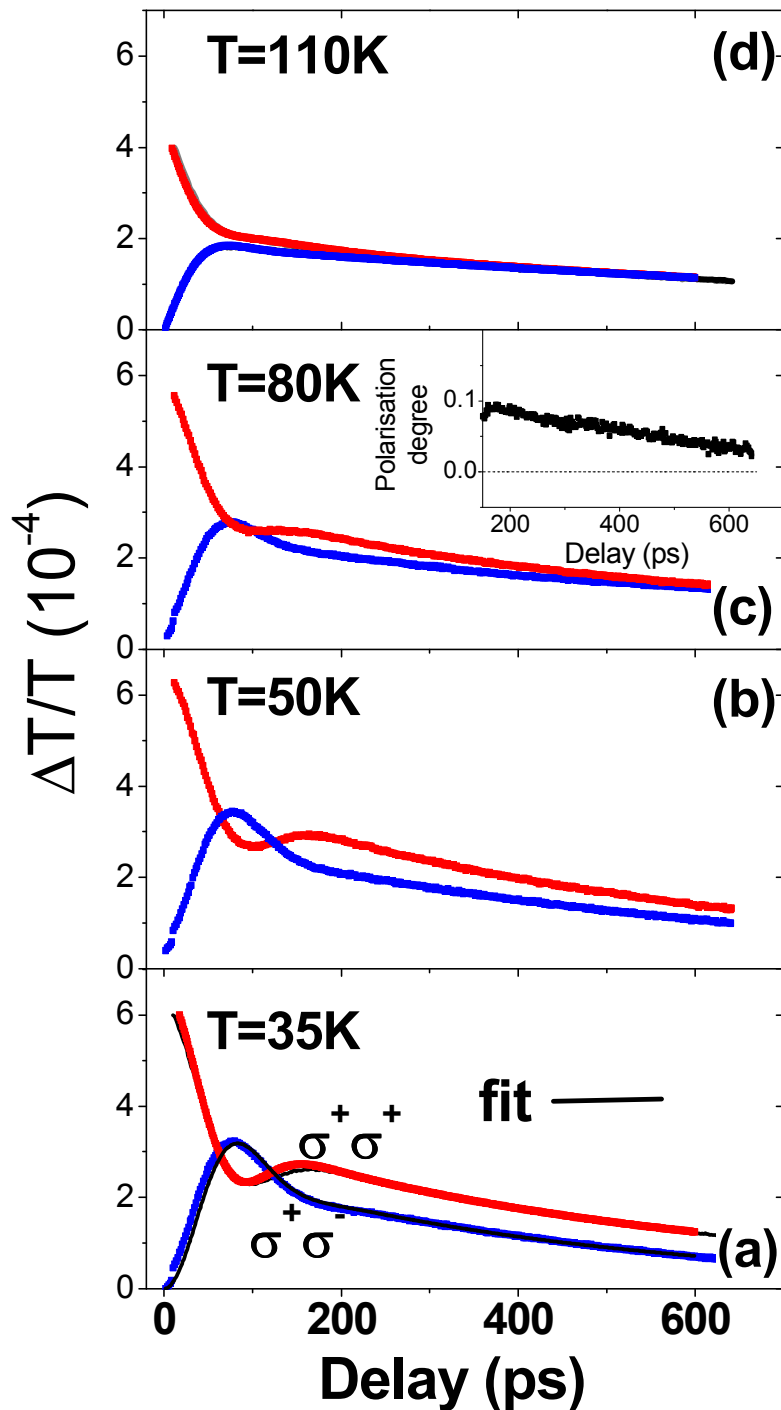 6
4
2
0
T=110K
(d)
6
4
2
0
T=80K
(c)
Polarisation
degree
0.1
0.0
200
400
600
Delay (ps)
6
4
2
0
T=50K
(b)
6
4
2
0
T=35K
fit
σ+ σ+
σ+ σ-
(a)
ΔT/T (10-4)
0
200
400
600
Delay (ps)